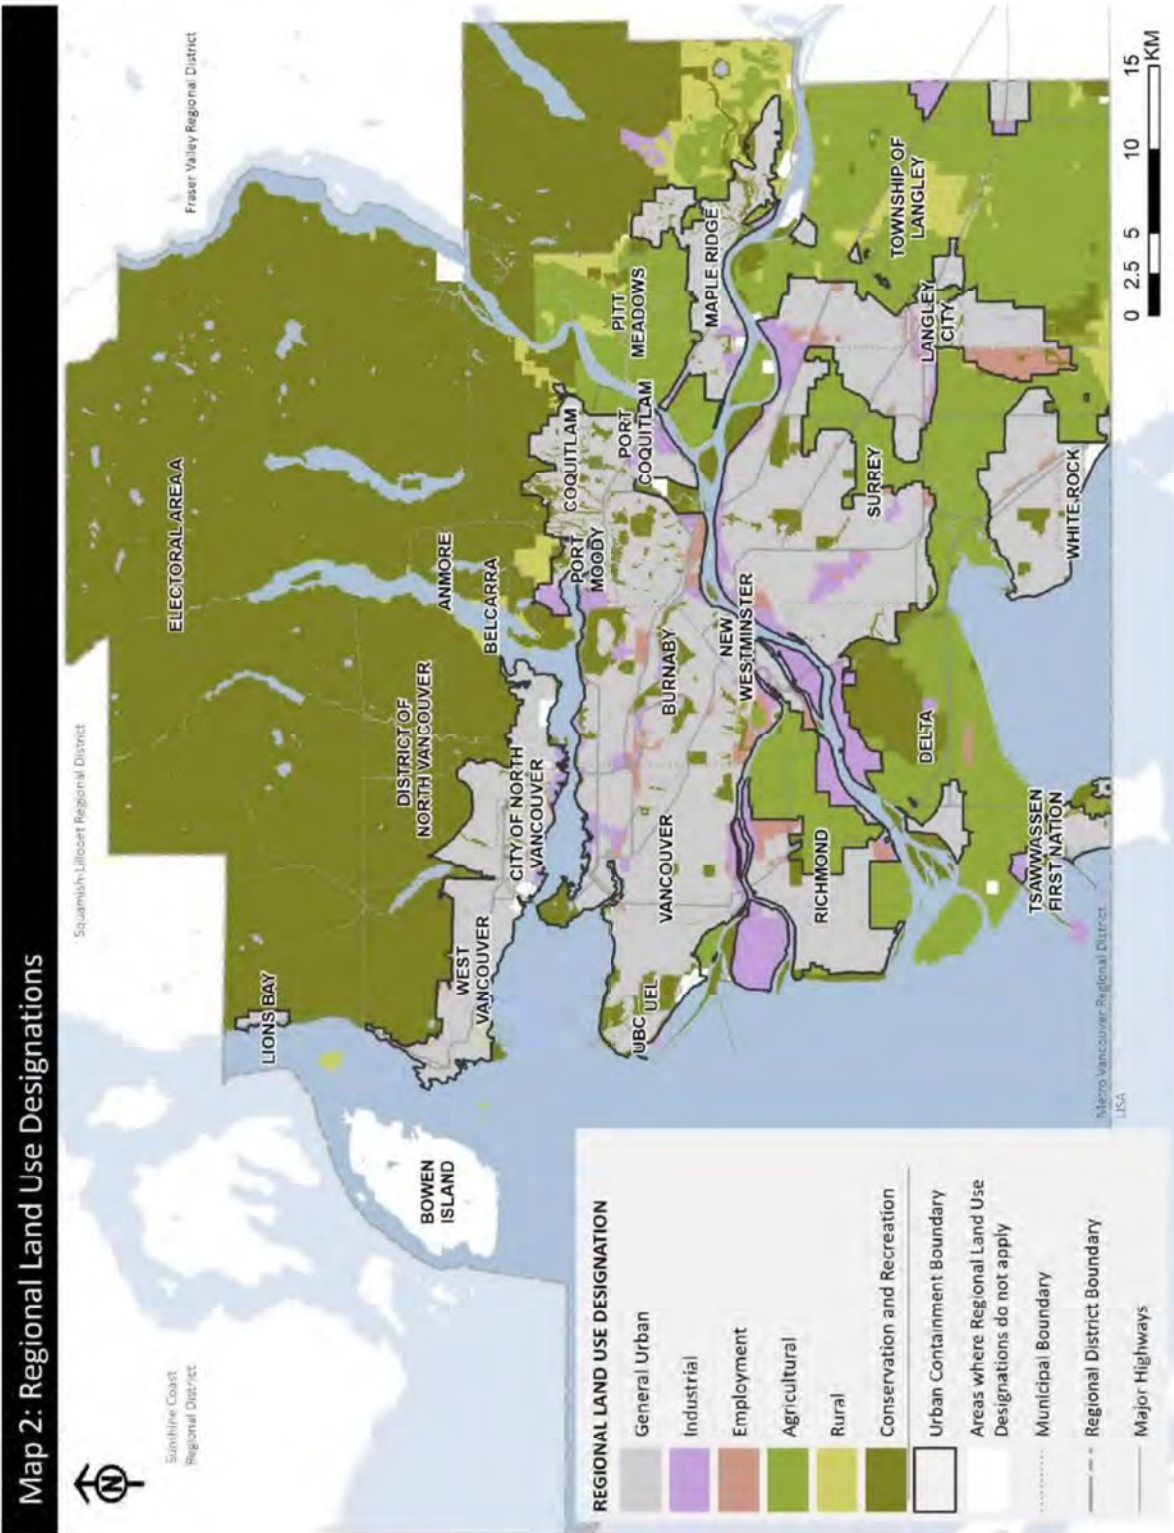 Map 2: Regional Land Use Designations
N
Sunshine Coast
Regional District
Squamish-Lillooet Regional District
Fraser Valley Regional District
ELECTORAL AREA A
LIONS BAY
BOWEN
ISLAND
WEST
VANCOUVER
DISTRICT OF
NORTH VANCOUVER
CITY OF NORTH
VANCOUVER
ANMORE
BELCARRA
COQUITLAM
PORT
MOODY
PORT
COQUITLAM
PITT
MEADOWS
MAPLE RIDGE
UBC
UEL
VANCOUVER
BURNABY
NEW
WESTMINSTER
RICHMOND
SURREY
DELTA
TOWNSHIP OF
LANGLEY
LANGLEY
CITY
WHITE ROCK
TSAWWASSEN
FIRST NATION
Metro Vancouver Regional District
USA
REGIONAL LAND USE DESIGNATION
General Urban
Industrial
Employment
Agricultural
Rural
Conservation and Recreation
Urban Containment Boundary
Areas where Regional Land Use
Designations do not apply
Municipal Boundary
Regional District Boundary
Major Highways
0 2.5 5 10 15
KM